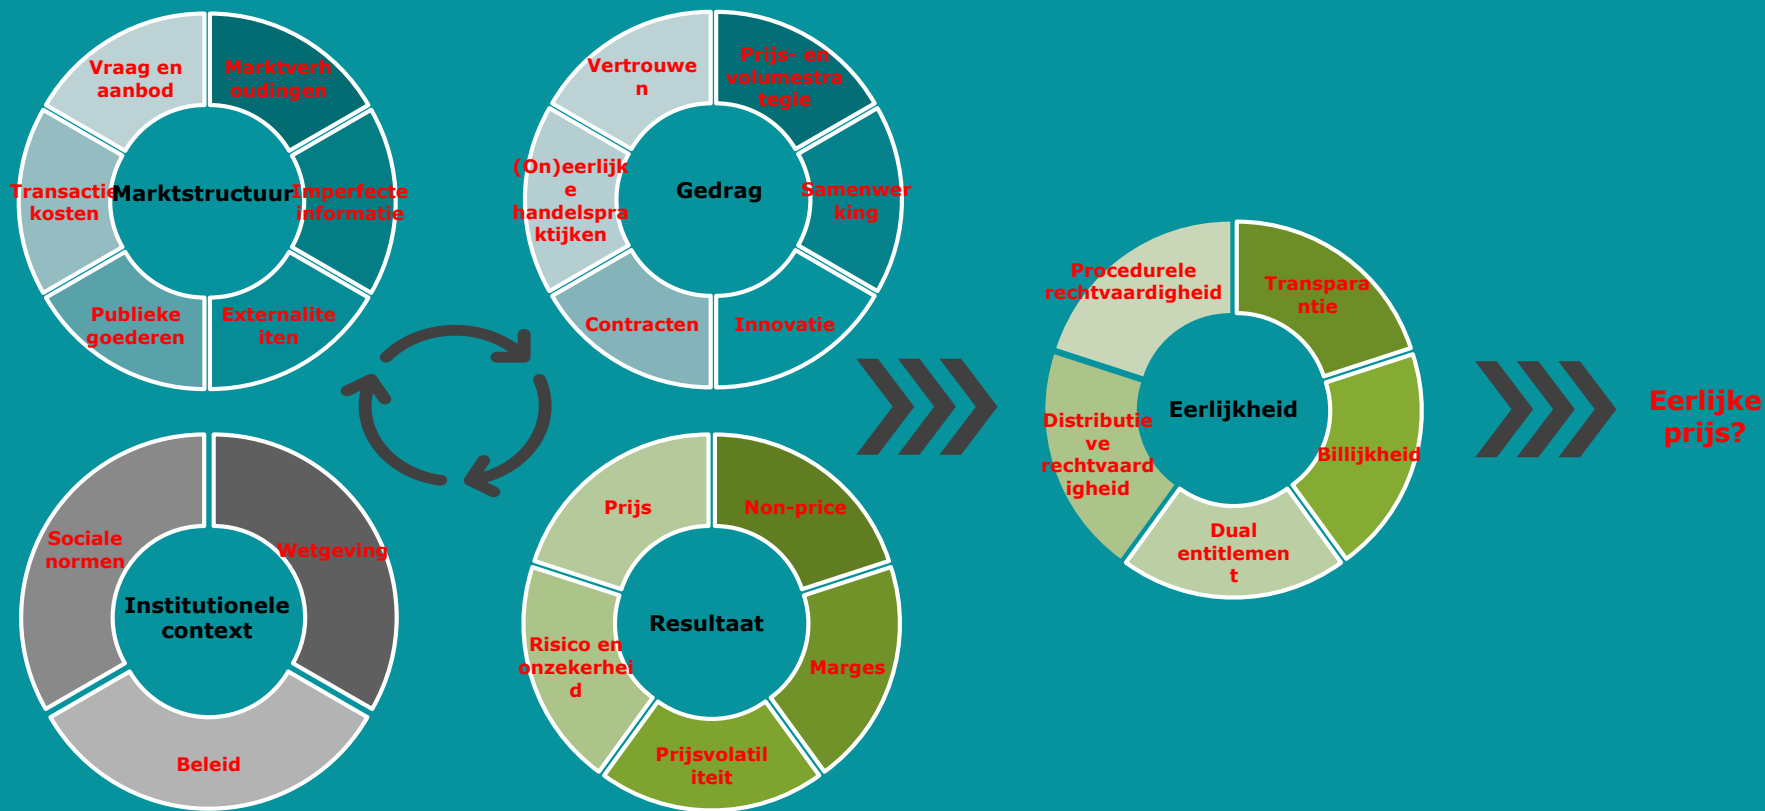 Vraag en
aanbod
Marktverh
oudingen
Transactie
kosten
Marktstructuur
Imperfecte
informatie
Publieke
goederen
Externalite
iten
Vertrouwe
n
Prijs- en
volumestra
tegie
(On)eerlijk
e
handelspra
ktijken
Gedrag
Samenwer
king
Contracten
Innovatie
Sociale
normen
Wetgeving
Institutionele
context
Beleid
Prijs
Non-price
Risico en
onzekerhei
d
Resultaat
Marges
Prijsvolatil
iteit
Procedurele
rechtvaardigheid
Transpara
ntie
Distributie
ve
rechtvaard
igheid
Eerlijkheid
Billijkheid
Dual
entitlemen
t
Eerlijke
prijs?